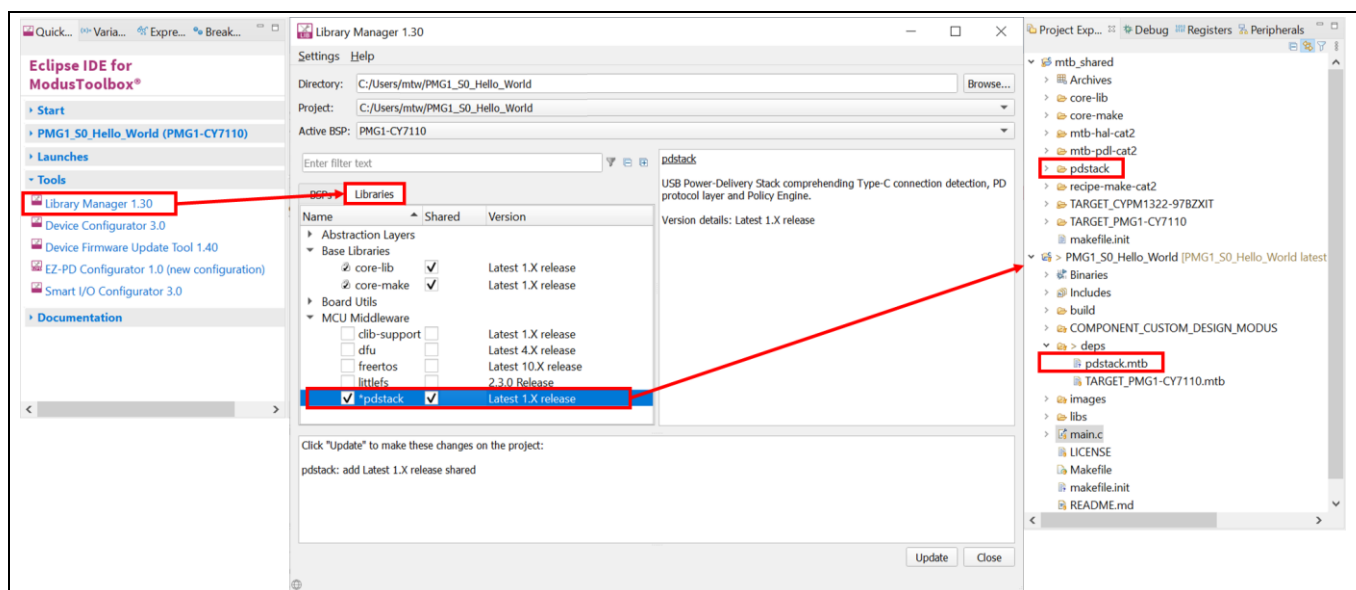 Quick... Varia... Expre... Break...
Eclipse IDE for
ModusToolbox®
Start
PMG1_S0_Hello_World (PMG1-CY7110)
Launches
Tools
Library Manager 1.30
Device Configurator 3.0
Device Firmware Update Tool 1.40
EZ-PD Configurator 1.0 (new configuration)
Smart I/O Configurator 3.0
Documentation
Library Manager 1.30
Settings Help
Directory: C:/Users/mtw/PMG1_S0_Hello_World Browse...
Project: C:/Users/mtw/PMG1_S0_Hello_World
Active BSP: PMG1-CY7110
Enter filter text
BSPs Libraries
Name Shared Version
Abstraction Layers
Base Libraries
core-lib Latest 1.X release
core-make Latest 1.X release
Board Utils
MCU Middleware
clib-support Latest 1.X release
dfu Latest 4.X release
freertos Latest 10.X release
littlefs 2.3.0 Release
*pdstack Latest 1.X release
pdstack
USB Power-Delivery Stack comprehending Type-C connection detection, PD
protocol layer and Policy Engine.
Version details: Latest 1.X release
Click "Update" to make these changes on the project:
pdstack: add Latest 1.X release shared
Update Close
Project Exp... Debug Registers Peripherals
mtb_shared
Archives
core-lib
core-make
mtb-hal-cat2
mtb-pdl-cat2
pdstack
recipe-make-cat2
TARGET_CYPM1322-97BZXIT
TARGET_PMG1-CY7110
makefile.init
> PMG1_S0_Hello_World [PMG1_S0_Hello_World latest
Binaries
Includes
build
COMPONENT_CUSTOM_DESIGN_MODUS
> deps
pdstack.mtb
TARGET_PMG1-CY7110.mtb
images
libs
main.c
LICENSE
Makefile
makefile.init
README.md